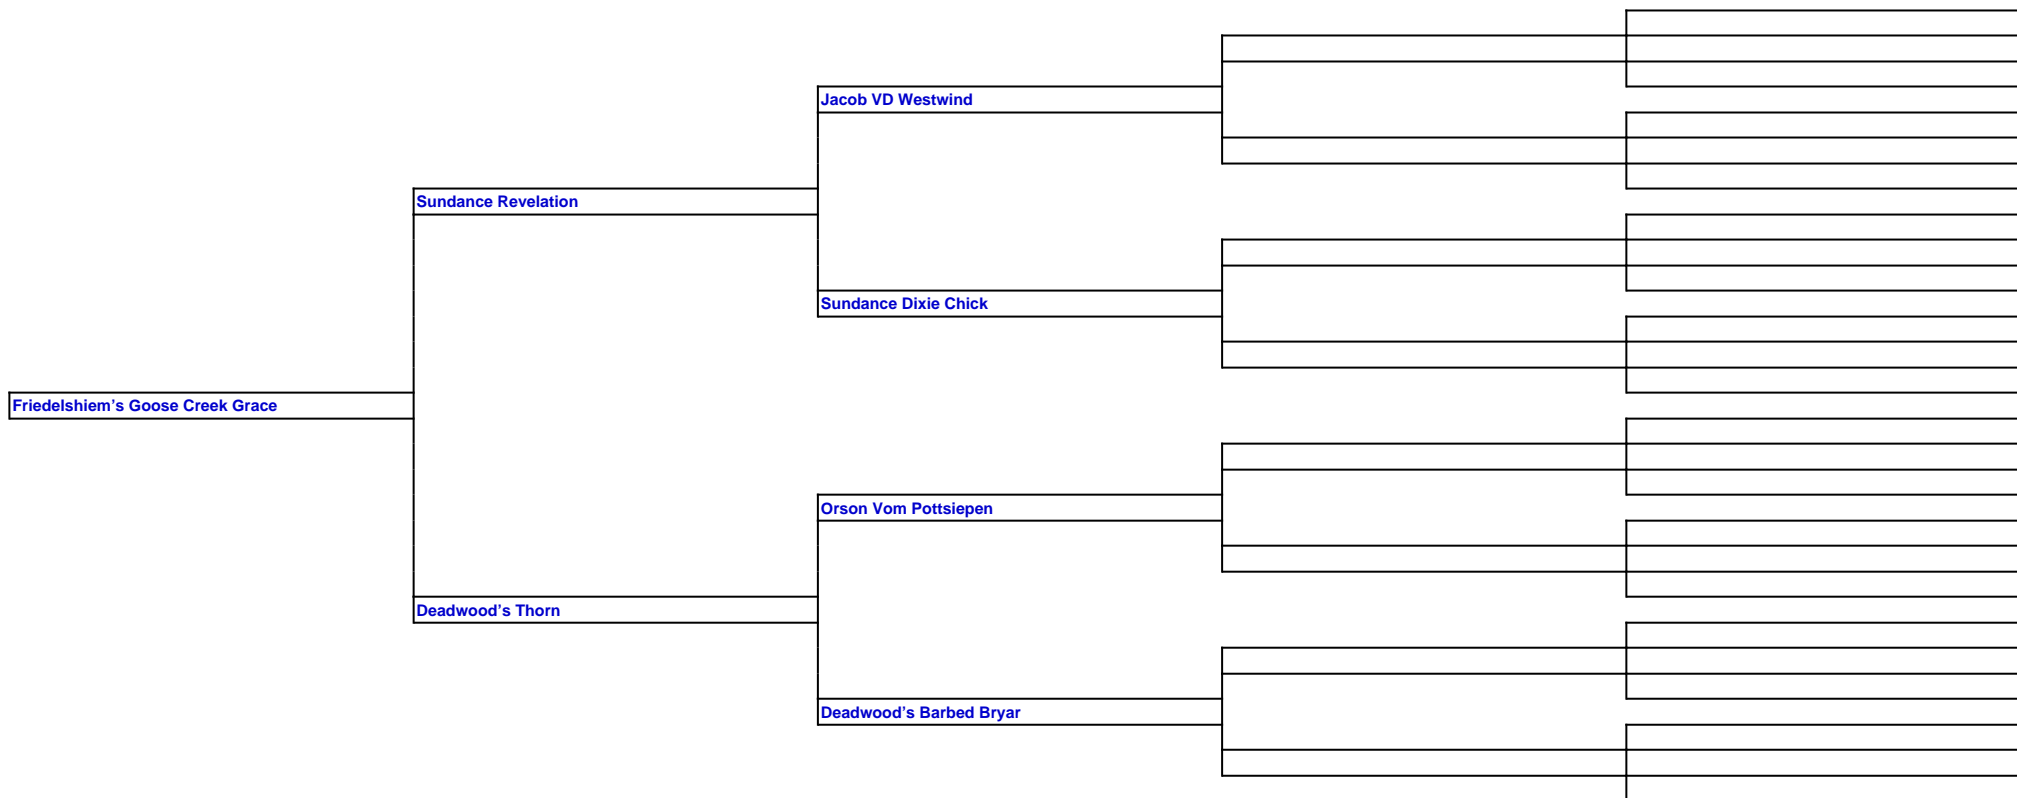 Jacob VD Westwind
Sundance Revelation
Sundance Dixie Chick
Friedelshiem’s Goose Creek Grace
Orson Vom Pottsiepen
Deadwood’s Thorn
Deadwood’s Barbed Bryar